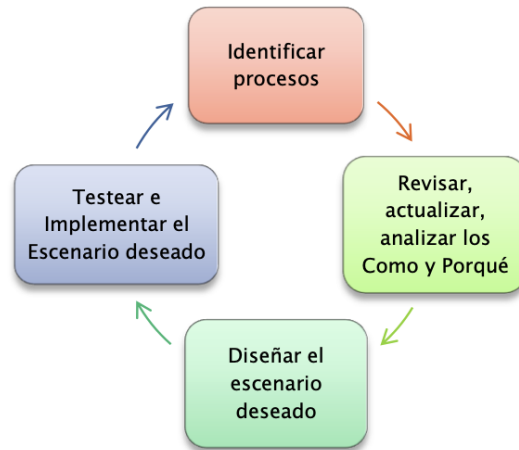 Identificar
procesos
Revisar,
actualizar,
analizar los
Como y Porqué
Diseñar el
escenario
deseado
Testear e
Implementar el
Escenario deseado